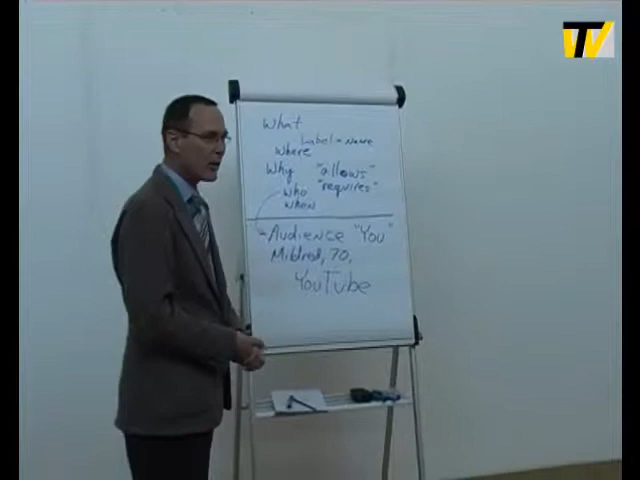 TV
What
Label = Name
Where
Why "allows"
who "requires"
when
Audience "You"
Mildred, 70,
YouTube